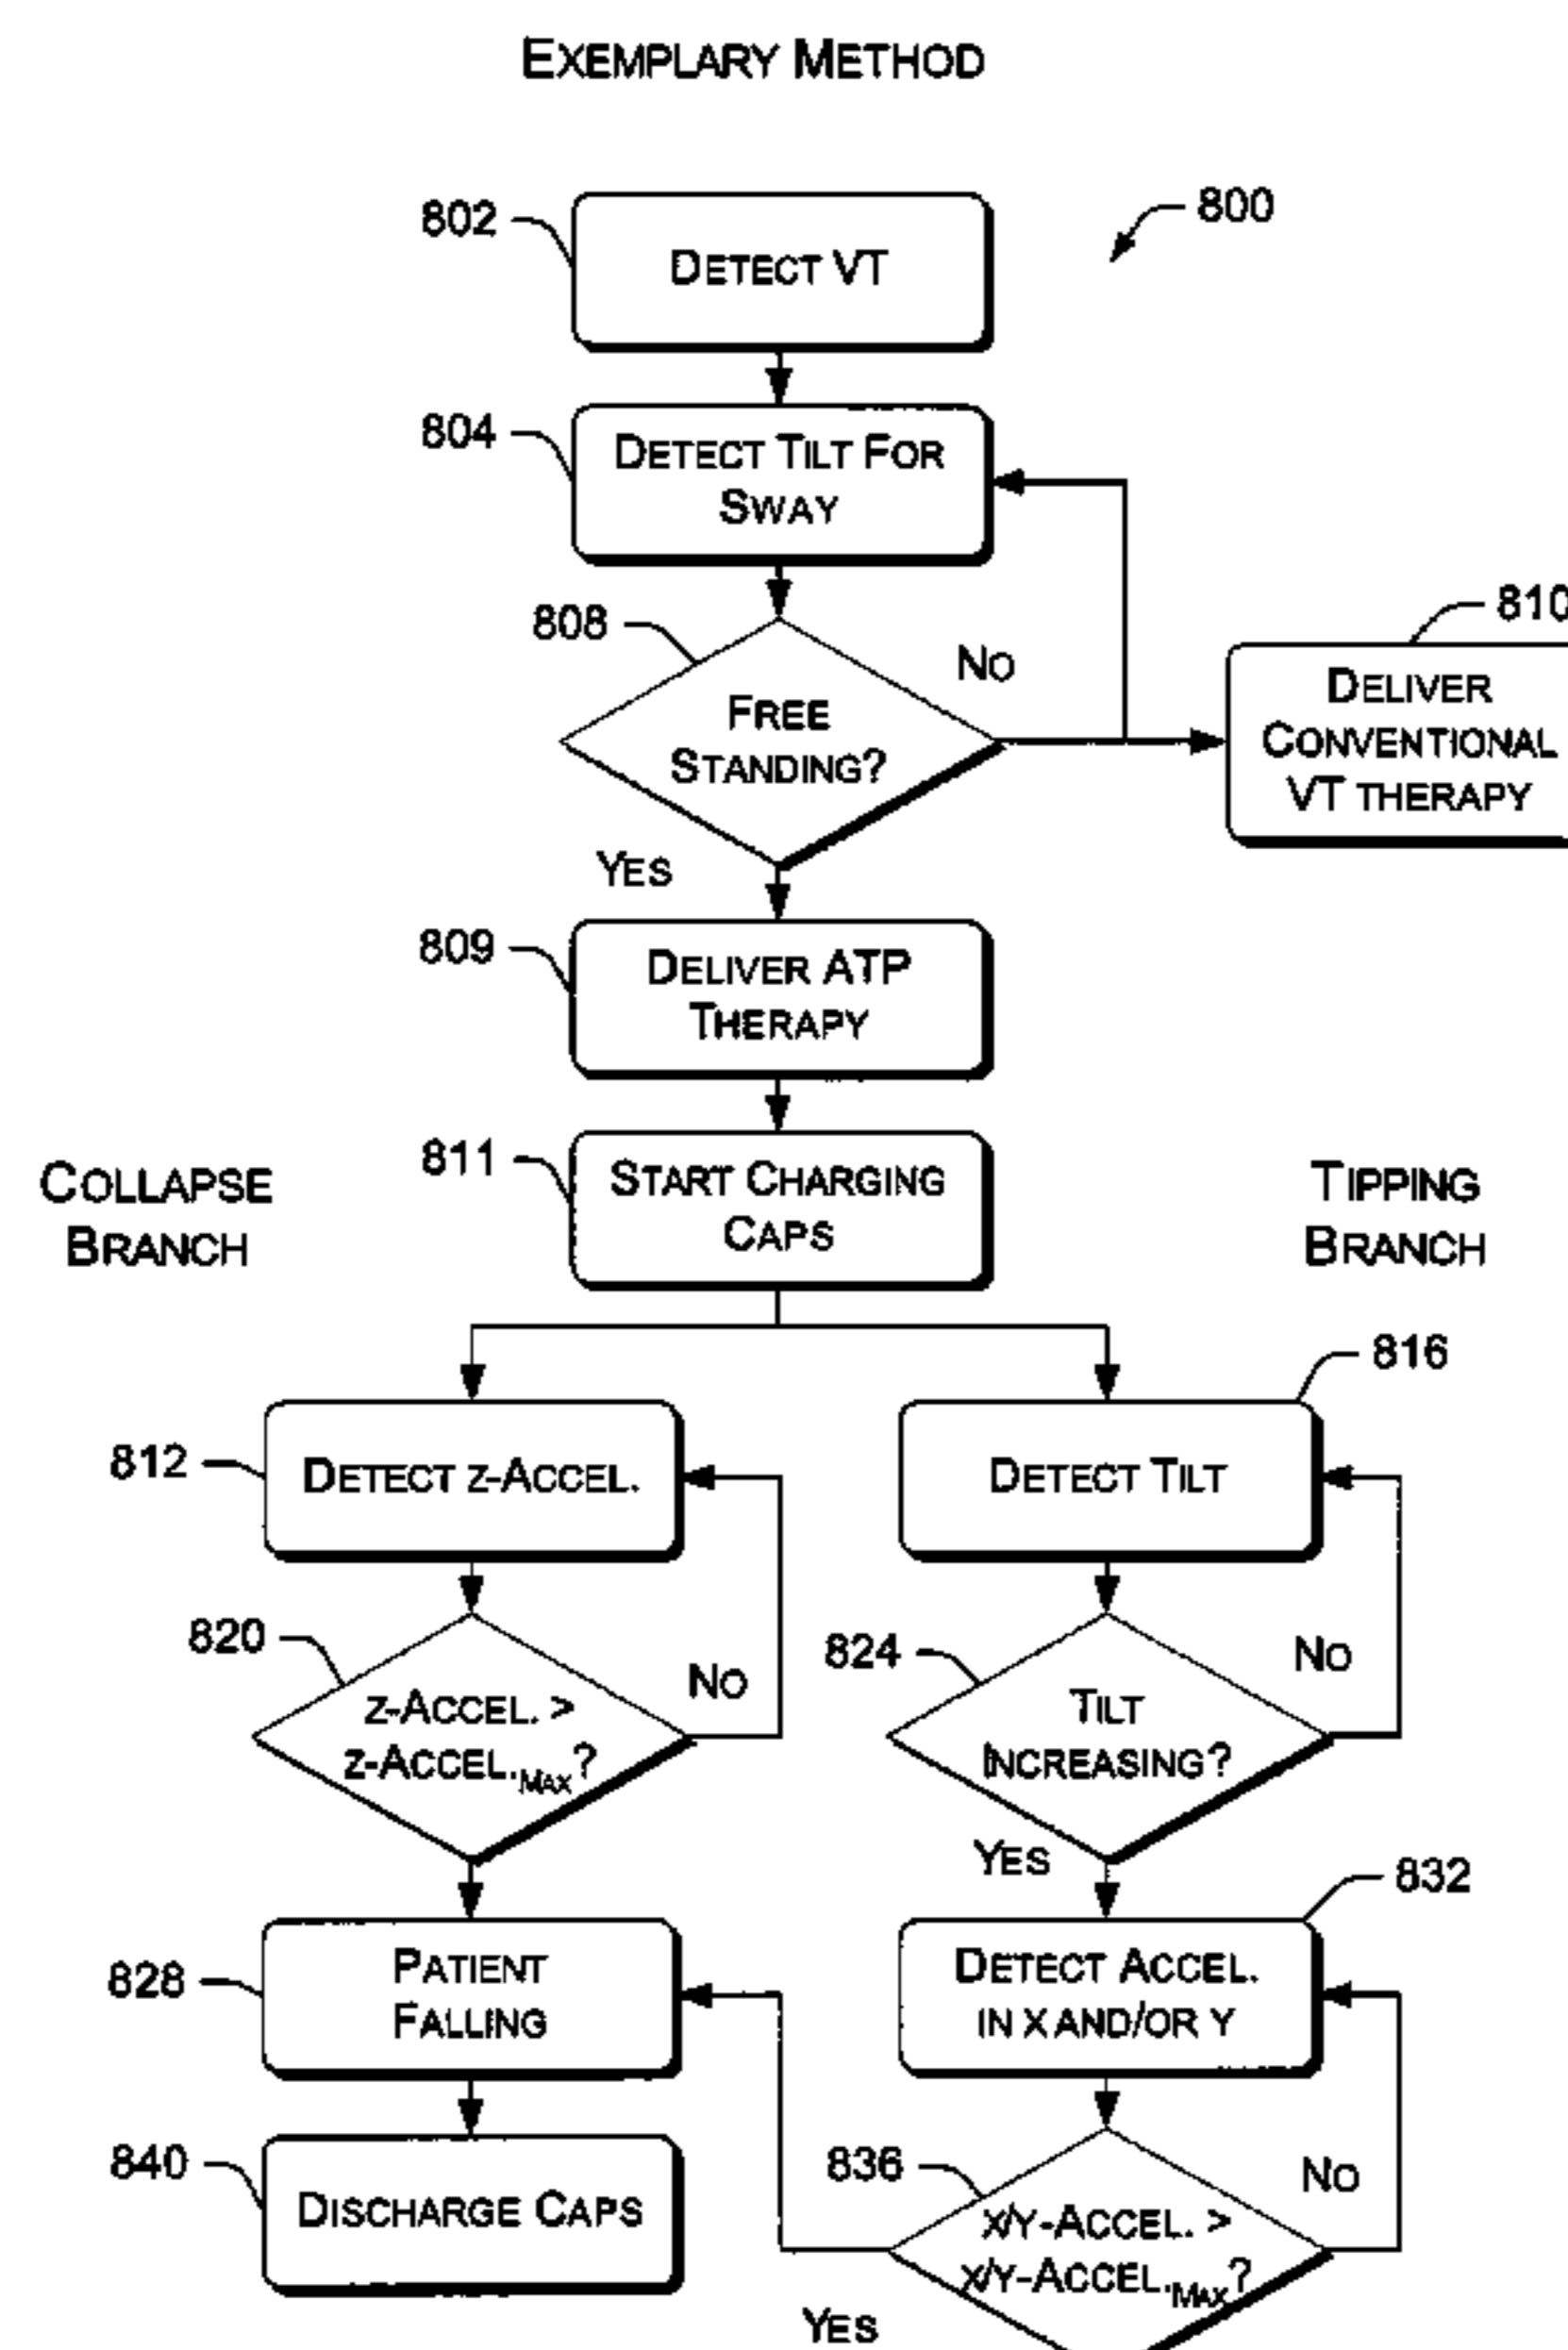 EXEMPLARY METHOD
802
800
DETECT VT
804
DETECT TILT FOR
SWAY
808
NO
810
FREE
STANDING?
DELIVER
CONVENTIONAL
VT THERAPY
YES
809
DELIVER ATP
THERAPY
COLLAPSE
BRANCH
811
START CHARGING
CAPS
TIPPING
BRANCH
816
812
DETECT Z-ACCEL.
DETECT TILT
820
NO
824
NO
Z-ACCEL. >
Z-ACCEL.MAX?
TILT
INCREASING?
YES
832
828
PATIENT
FALLING
DETECT ACCEL.
IN X AND/OR Y
840
DISCHARGE CAPS
836
NO
X/Y-ACCEL. >
X/Y-ACCEL.MAX?
YES